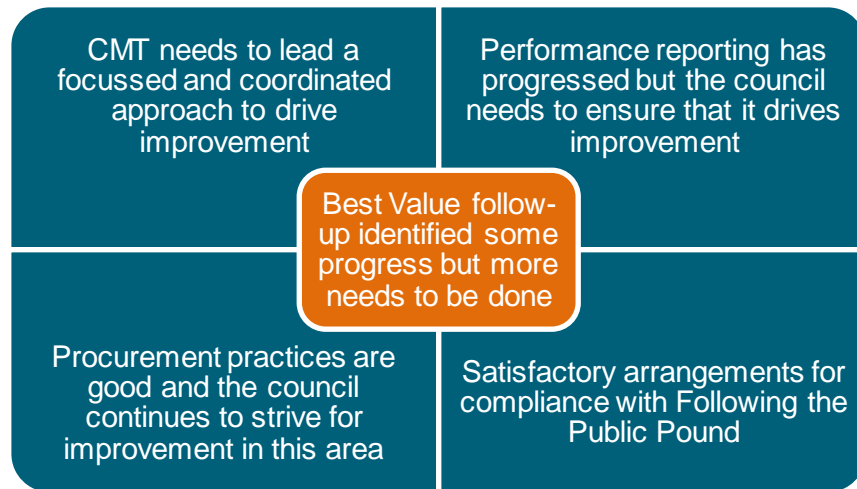 CMT needs to lead a
focussed and coordinated
approach to drive
improvement
Performance reporting has
progressed but the council
needs to ensure that it drives
improvement
Best Value follow-
up identified some
progress but more
needs to be done
Procurement practices are
good and the council
continues to strive for
improvement in this area
Satisfactory arrangements for
compliance with Following the
Public Pound